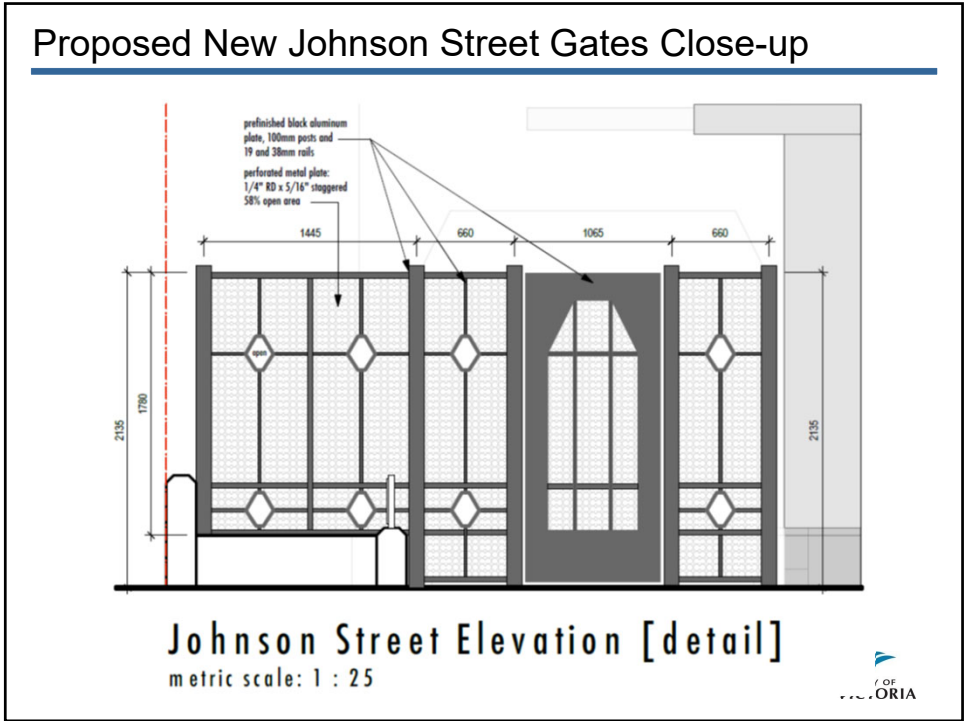 Proposed New Johnson Street Gates Close-up
prefinished black aluminum
plate, 100mm posts and
19 and 38mm rails
perforated metal plate:
1/4" RD x 5/16" staggered
58% open area
1445
660
1065
660
open
2135
1780
2135
Johnson Street Elevation [detail]
metric scale: 1 : 25
OF
ORIA